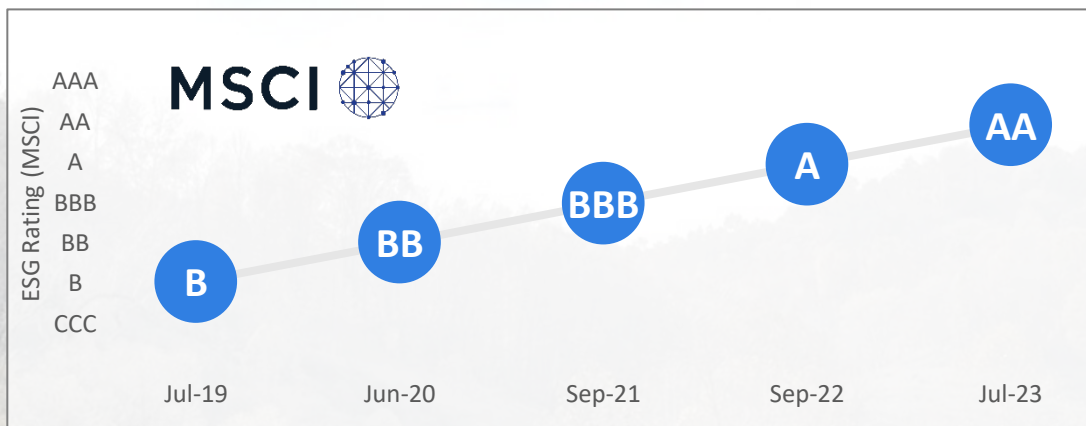 MSCI
ESG Rating (MSCI)
AAA
AA
A
BBB
BB
B
CCC
B
BB
BBB
A
AA
Jul-19
Jun-20
Sep-21
Sep-22
Jul-23